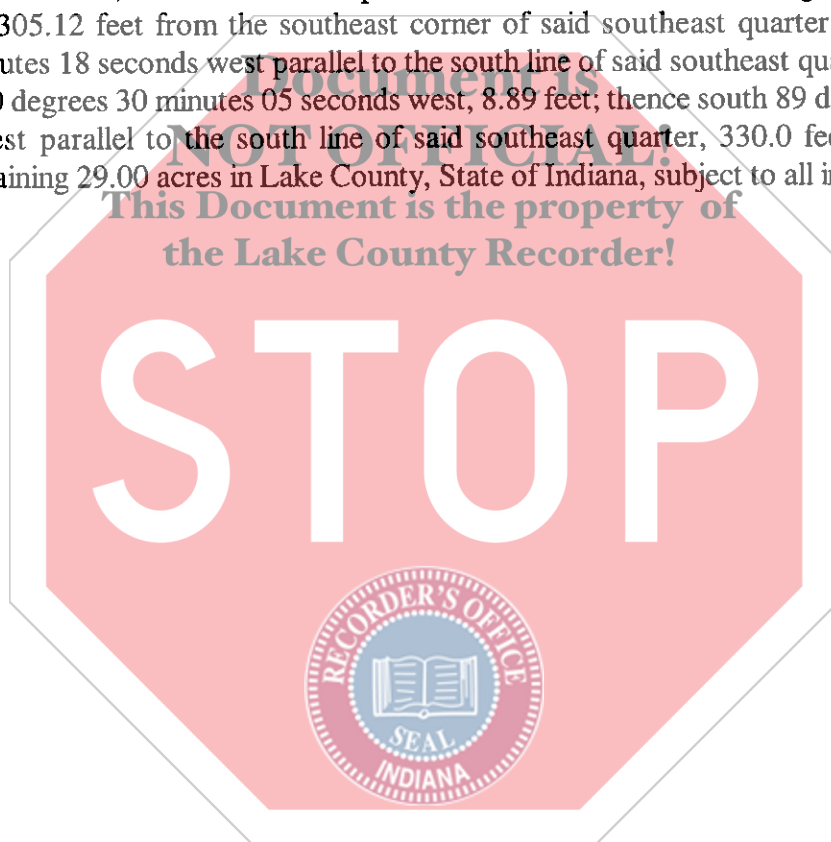 305.12 feet from the southeast corner of said southeast quarter
utes 18 seconds west parallel to the south line of said southeast qu
degrees 30 minutes 05 seconds west, 8.89 feet; thence south 89 d
est parallel to the south line of said southeast quarter, 330.0 fee
aining 29.00 acres in Lake County, State of Indiana, subject to all i
Document is
NOT OFFICIAL!
This Document is the property of
the Lake County Recorder!
STOP
RECORDER'S OFFICE
SEAL
INDIANA